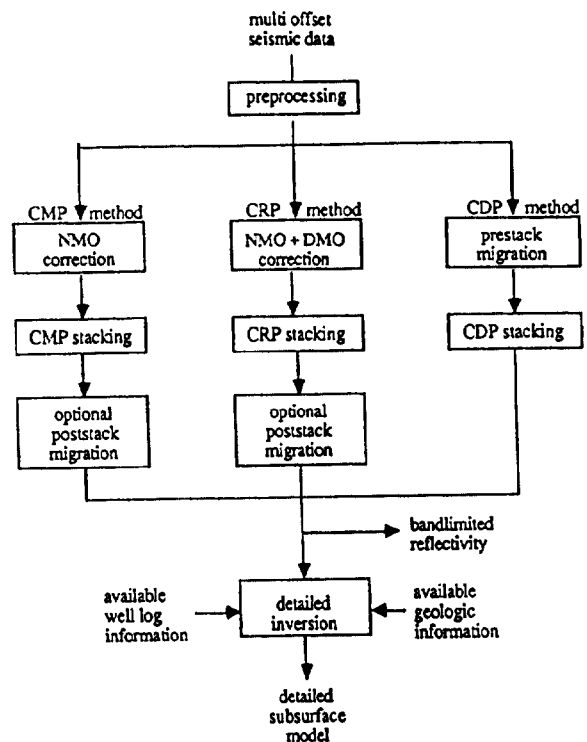 multi offset
seismic data
preprocessing
CMP method
NMO
correction
CMP stacking
optional
poststack
migration
CRP method
NMO + DMO
correction
CRP stacking
optional
poststack
migration
CDP method
prestack
migration
CDP stacking
bandlimited
reflectivity
available
well log
information
detailed
inversion
available
geologic
information
detailed
subsurface
model